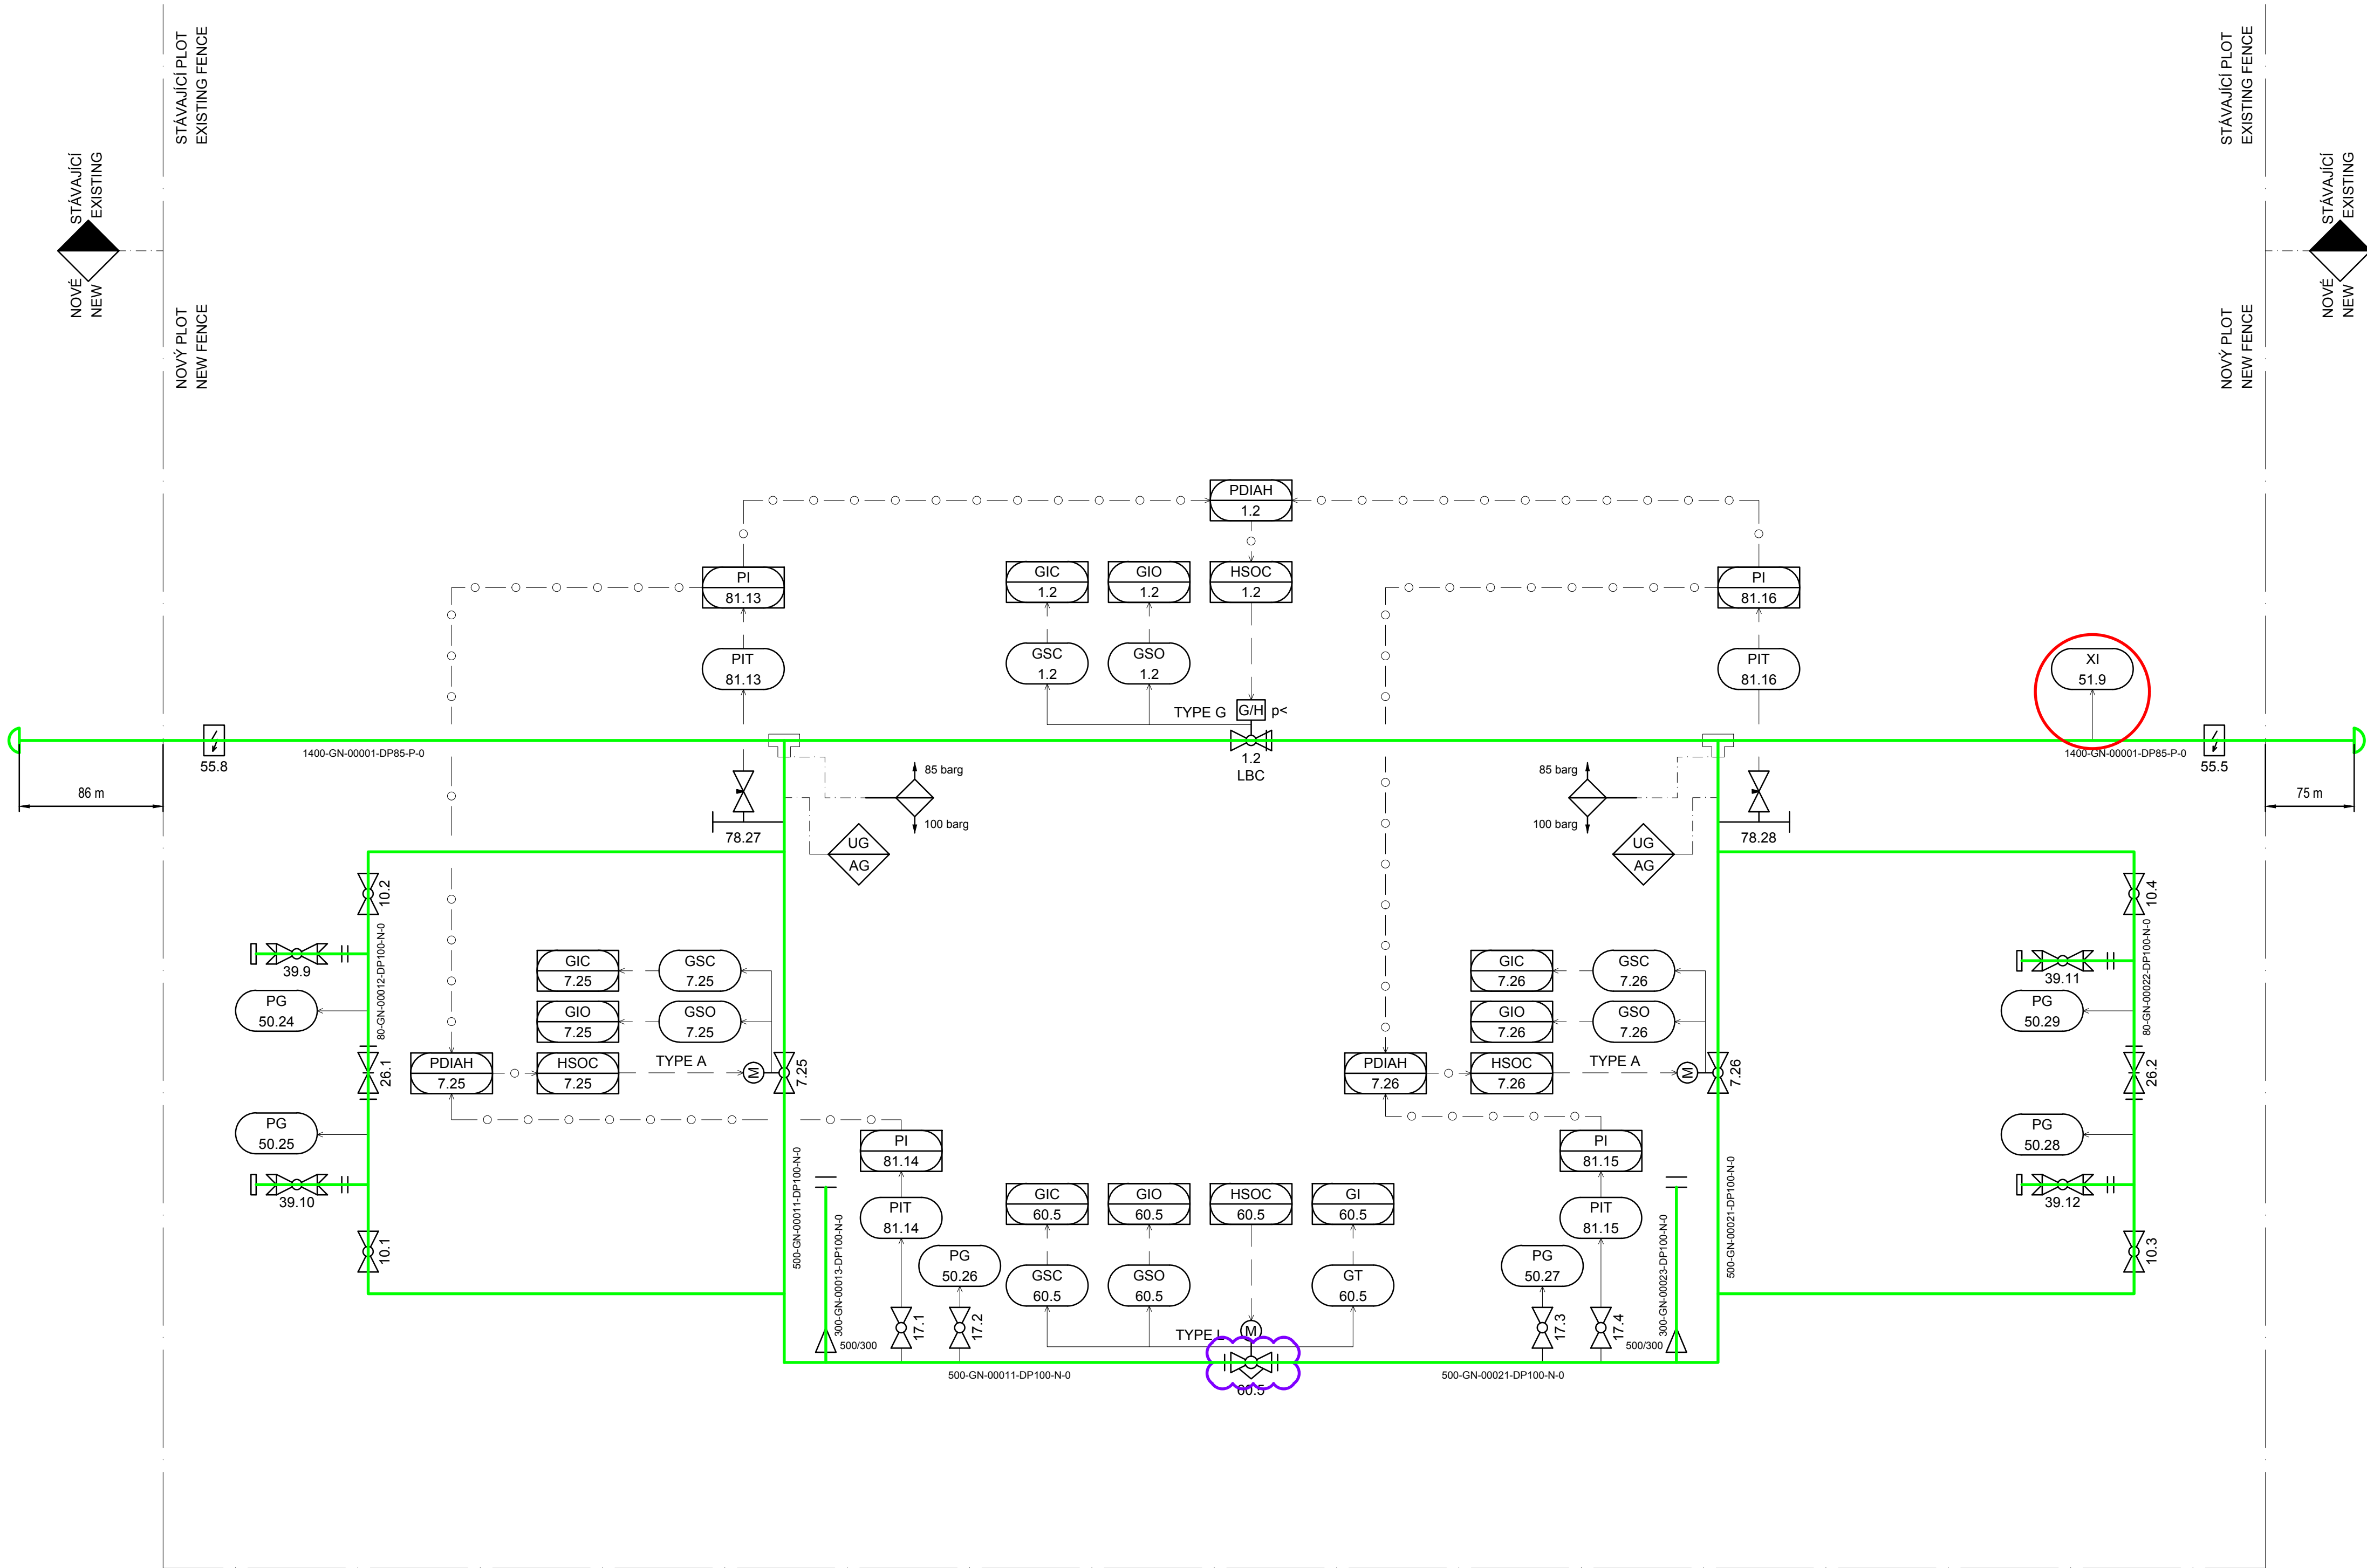 STÁVAJÍCÍ PLOT
EXISTING FENCE
STÁVAJÍCÍ PLOT
EXISTING FENCE
STÁVAJÍCÍ
EXISTING
NOVÉ
NEW
STÁVAJÍCÍ
EXISTING
NOVÉ
NEW
NOVÝ PLOT
NEW FENCE
NOVÝ PLOT
NEW FENCE
PDIAH
1.2
PI
81.13
GIC
1.2
GIO
1.2
HSOC
1.2
PI
81.16
PIT
81.13
GSC
1.2
GSO
1.2
PIT
81.16
XI
51.9
TYPE G
G/H
p<
1.2
LBC
55.8
1400-GN-00001-DP85-P-0
1400-GN-00001-DP85-P-0
55.5
86 m
85 barg
100 barg
85 barg
100 barg
75 m
78.27
UG
AG
UG
AG
78.28
10.2
10.4
80-GN-00012-DP100-N-0
80-GN-00022-DP100-N-0
39.9
GIC
7.25
GSC
7.25
GIC
7.26
GSC
7.26
39.11
PG
50.24
GIO
7.25
GSO
7.25
GIO
7.26
GSO
7.26
PG
50.29
26.1
PDIAH
7.25
HSOC
7.25
TYPE A
M
7.25
PDIAH
7.26
HSOC
7.26
TYPE A
M
7.26
26.2
PG
50.25
PI
81.14
PI
81.15
PG
50.28
39.10
500-GN-00011-DP100-N-0
PIT
81.14
GIC
60.5
GIO
60.5
HSOC
60.5
GI
60.5
PIT
81.15
500-GN-00021-DP100-N-0
39.12
10.1
300-GN-00013-DP100-N-0
PG
50.26
GSC
60.5
GSO
60.5
GT
60.5
PG
50.27
300-GN-00023-DP100-N-0
10.3
500/300
17.1
17.2
TYPE L
M
17.3
17.4
500/300
500-GN-00011-DP100-N-0
60.5
500-GN-00021-DP100-N-0